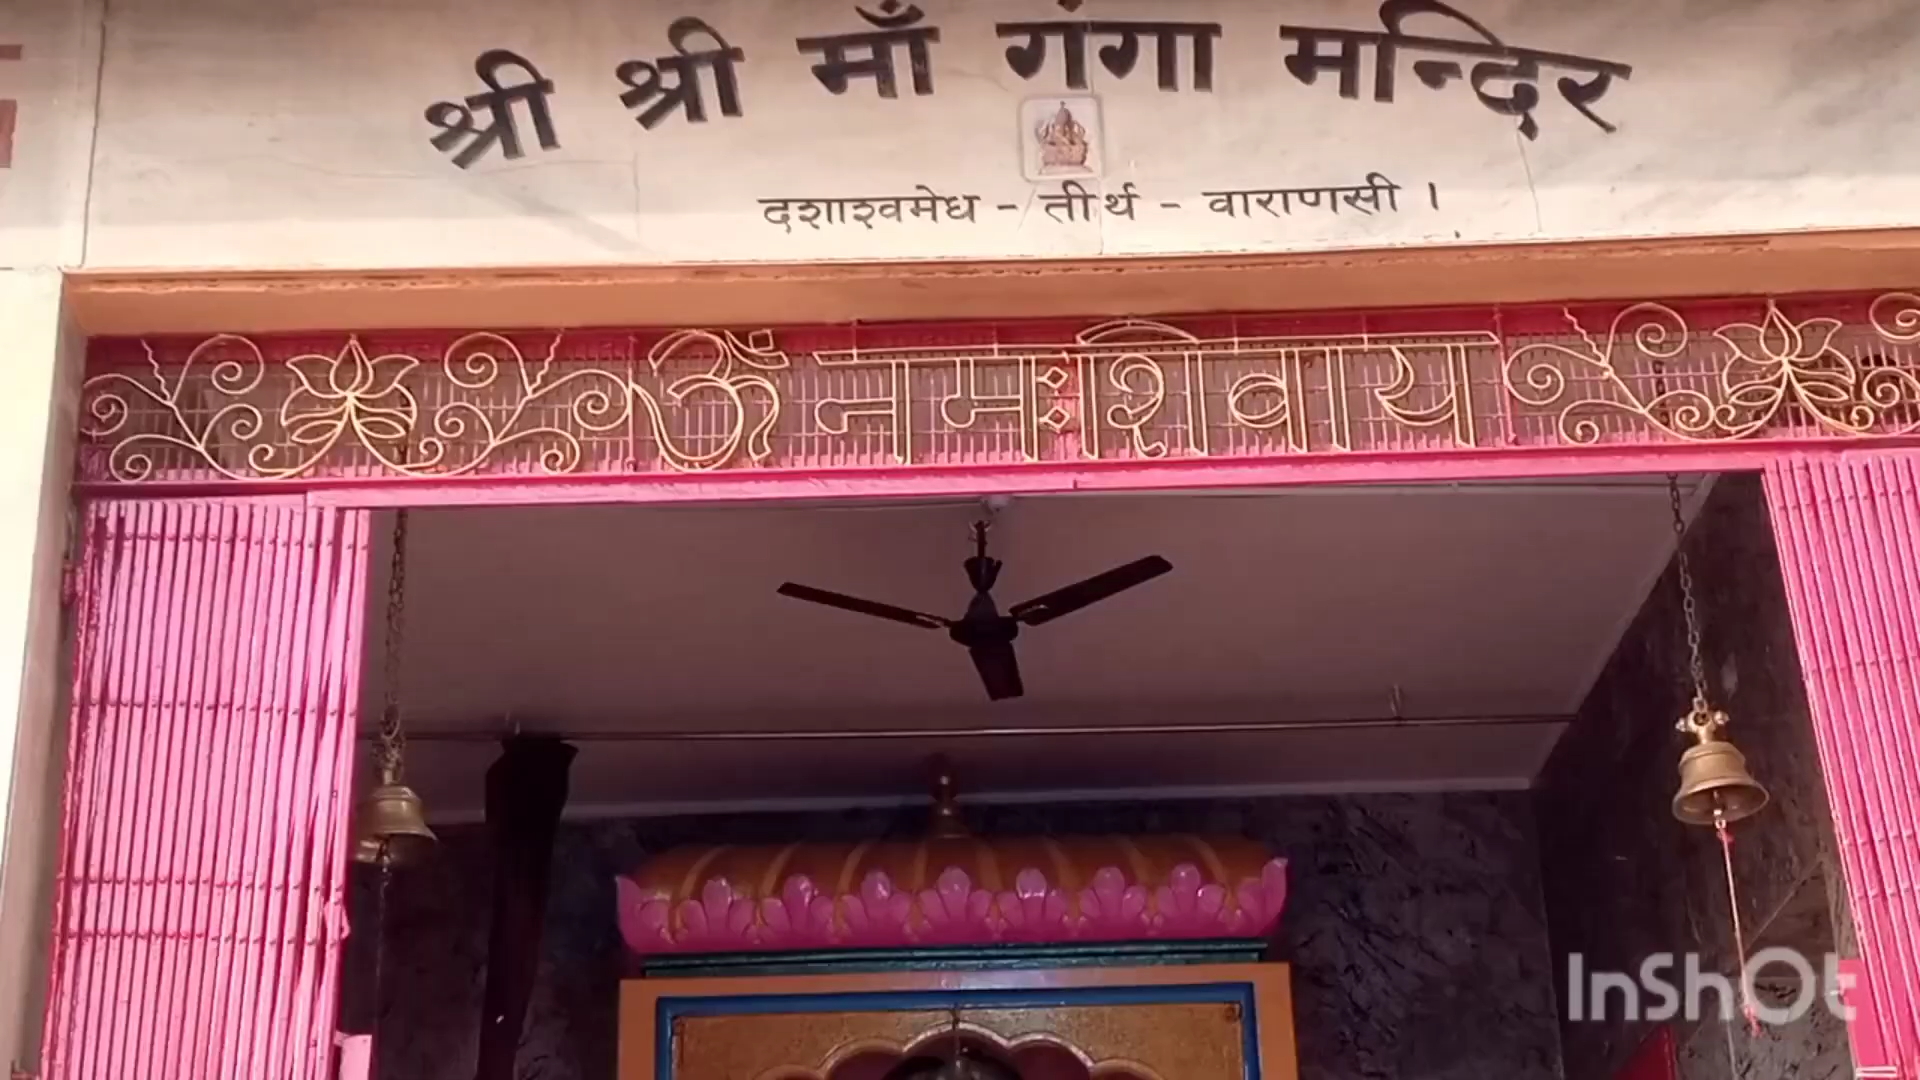 श्री श्री माँ गंगा मन्दिर
दशाश्वमेध - तीर्थ - वाराणसी ।
ॐ नमः शिवाय
InShOt